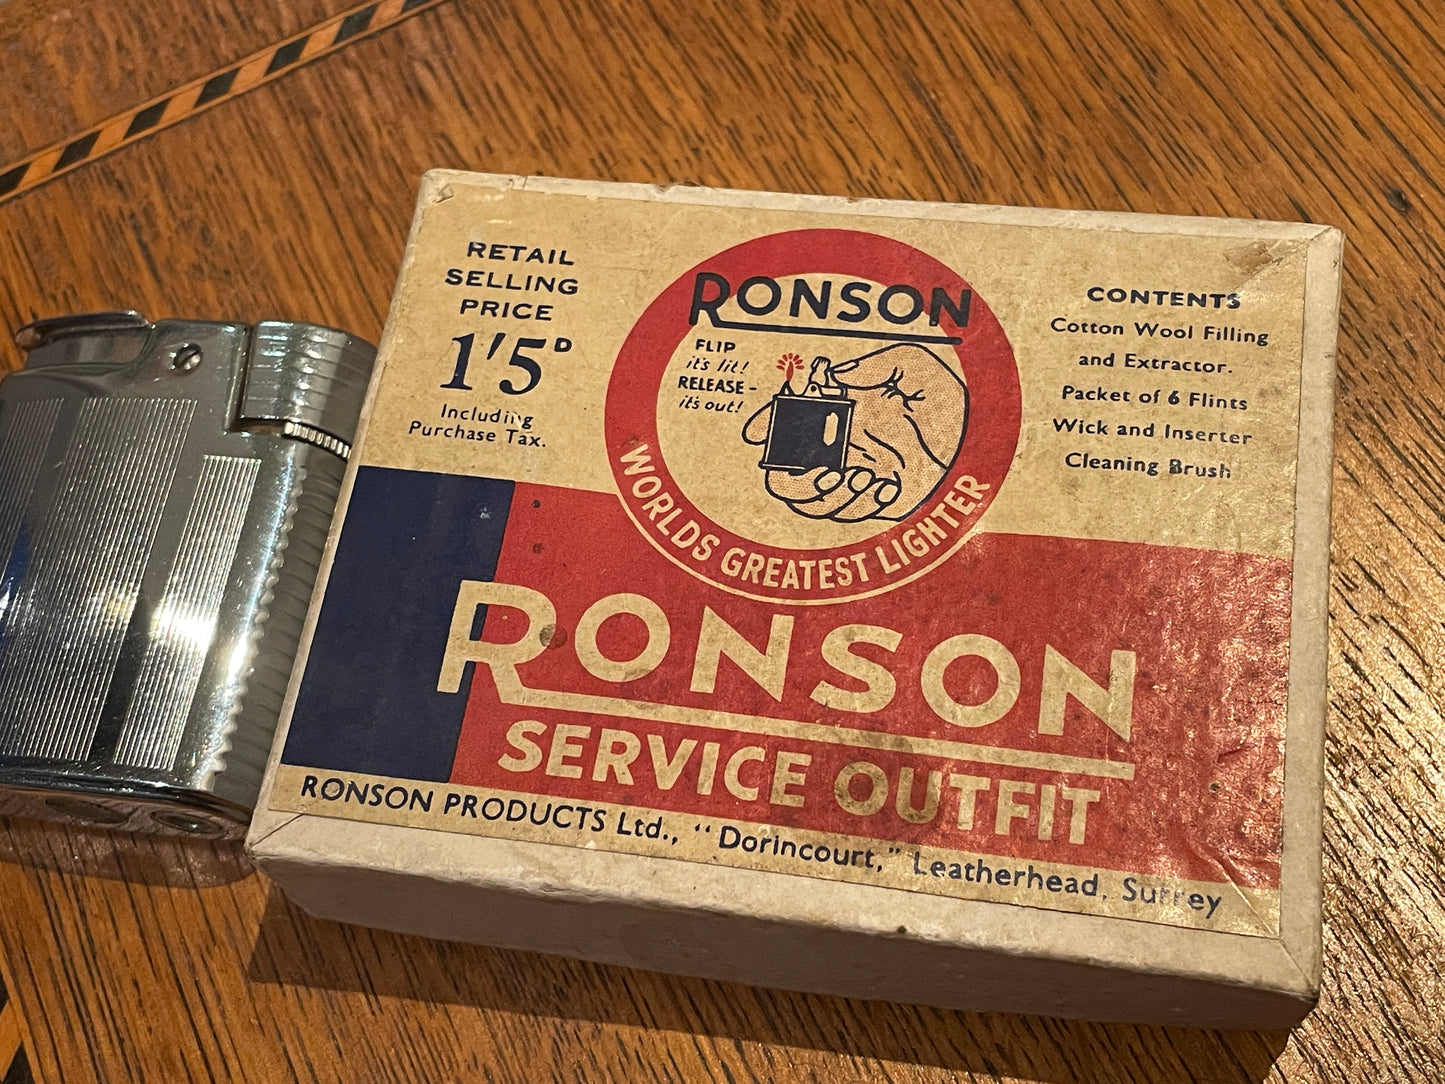 RETAIL
SELLING
PRICE
1'5D
Including
Purchase Tax.
RONSON
FLIP
it's lit!
RELEASE-
it's out!
WORLDS GREATEST LIGHTER
CONTENTS
Cotton Wool Filling
and Extractor.
Packet of 6 Flints
Wick and Inserter
Cleaning Brush
RONSON
SERVICE OUTFIT
RONSON PRODUCTS Ltd., "Dorincourt," Leatherhead, Surrey